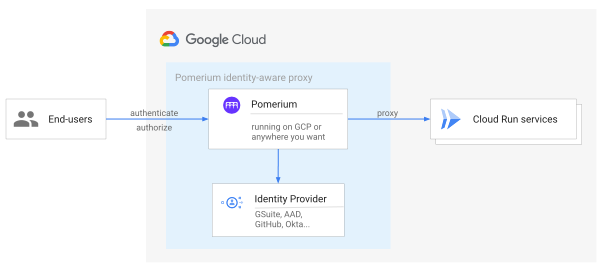 Google Cloud
Pomerium identity-aware proxy
End-users
authenticate
authorize
Pomerium
running on GCP or
anywhere you want
proxy
Cloud Run services
Identity Provider
GSuite, AAD,
GitHub, Okta...